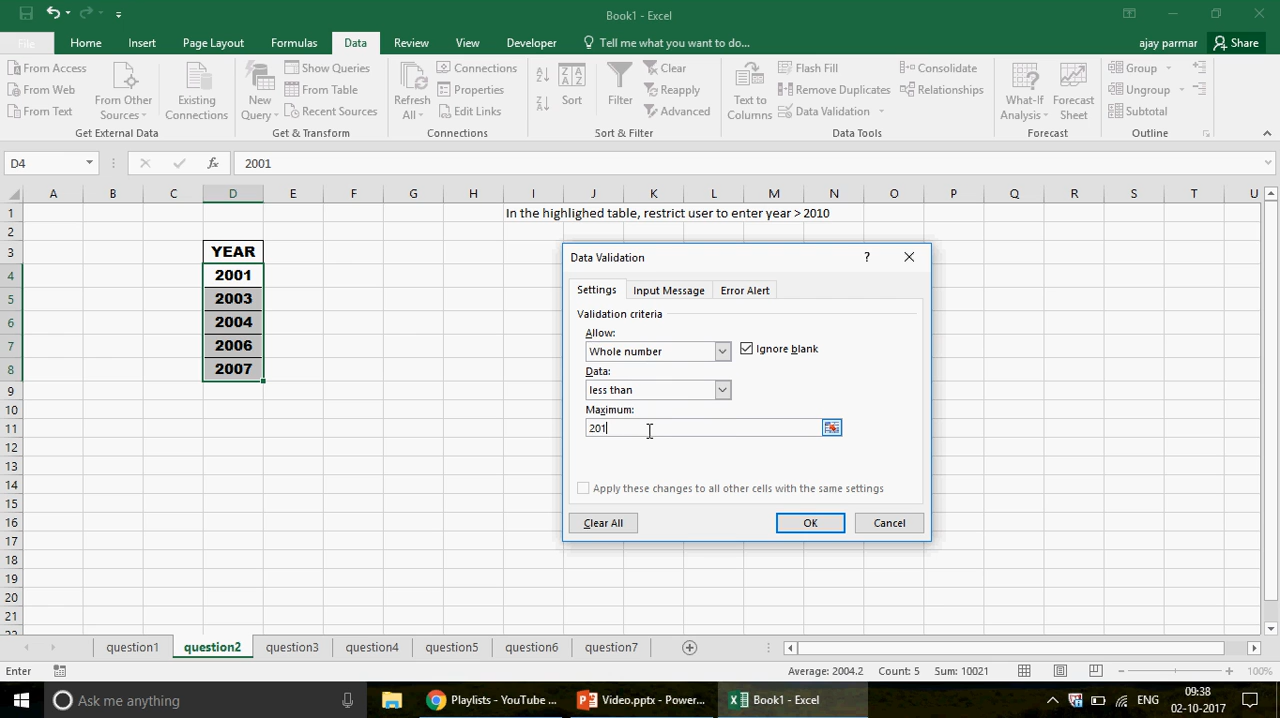 Book1 - Excel
File Home Insert Page Layout Formulas Data Review View Developer Tell me what you want to do... ajay parmar Share
From Access
From Web
From Text
From Other Sources
Existing Connections
Get External Data
New Query
Show Queries
From Table
Recent Sources
Get & Transform
Refresh All
Connections
Properties
Edit Links
Connections
Sort
Filter
Clear
Reapply
Advanced
Sort & Filter
Text to Columns
Flash Fill
Remove Duplicates
Data Validation
Consolidate
Relationships
Data Tools
What-If Analysis
Forecast Sheet
Forecast
Group
Ungroup
Subtotal
Outline
D4 fx 2001
A B C D E F G H I J K L M N O P Q R S T U
1 In the highlighed table, restrict user to enter year > 2010
2
3 YEAR
4 2001
5 2003
6 2004
7 2006
8 2007
9
10
11
12
13
14
15
16
17
18
19
20
21
22
Data Validation ?
Settings Input Message Error Alert
Validation criteria
Allow:
Whole number Ignore blank
Data:
less than
Maximum:
201
Apply these changes to all other cells with the same settings
Clear All OK Cancel
question1 question2 question3 question4 question5 question6 question7
Enter Average: 2004.2 Count: 5 Sum: 10021 100%
Ask me anything Playlists - YouTube ... Video.pptx - Power... Book1 - Excel ENG 09:38
02-10-2017